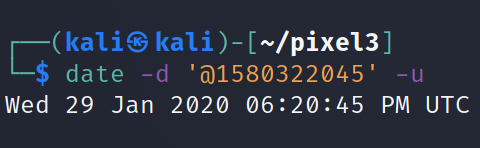 ┌──(kali㉿kali)-[~/pixel3]
└─$ date -d '@1580322045' -u
Wed 29 Jan 2020 06:20:45 PM UTC